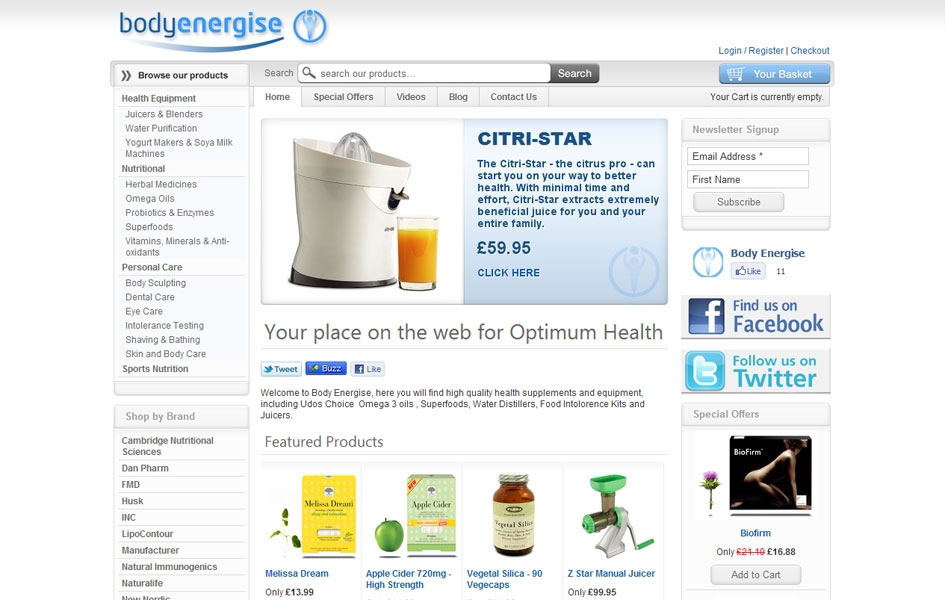 bodyenergise
Login / Register | Checkout
Browse our products
Search
search our products...
Search
Your Basket
Home
Special Offers
Videos
Blog
Contact Us
Your Cart is currently empty.
Health Equipment
Juicers & Blenders
Water Purification
Yogurt Makers & Soya Milk
Machines
Nutritional
Herbal Medicines
Omega Oils
Probiotics & Enzymes
Superfoods
Vitamins, Minerals & Anti-
oxidants
Personal Care
Body Sculpting
Dental Care
Eye Care
Intolerance Testing
Shaving & Bathing
Skin and Body Care
Sports Nutrition
Shop by Brand
Cambridge Nutritional
Sciences
Dan Pharm
FMD
Husk
INC
LipoContour
Manufacturer
Natural Immunogenics
Naturalife
New Nordic
CITRI-STAR
The Citri-Star - the citrus pro - can
start you on your way to better
health. With minimal time and
effort, Citri-Star extracts extremely
beneficial juice for you and your
entire family.
£59.95
CLICK HERE
Your place on the web for Optimum Health
Tweet
Buzz
Like
Welcome to Body Energise, here you will find high quality health supplements and equipment,
including Udos Choice Omega 3 oils , Superfoods, Water Distillers, Food Intolorence Kits and
Juicers.
Featured Products
Melissa Dream
Apple Cider
NEW
Vegetal Silica
Melissa Dream
Only £13.99
Apple Cider 720mg -
High Strength
Vegetal Silica - 90
Vegecaps
Z Star Manual Juicer
Only £99.95
Newsletter Signup
Email Address *
First Name
Subscribe
Body Energise
Like
11
Find us on
Facebook
Follow us on
Twitter
Special Offers
BioFirm
Biofirm
Only £21.10 £16.88
Add to Cart